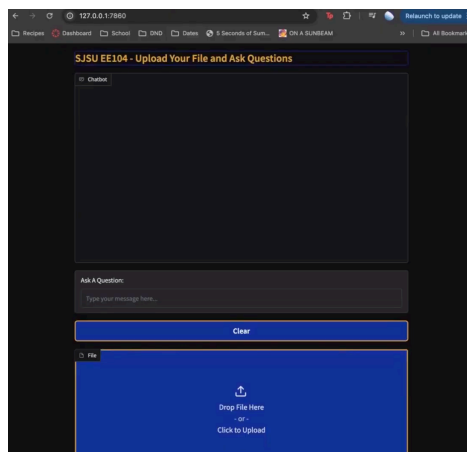 127.0.0.1:7860
Relaunch to update
Recipes Dashboard School DND Dates 5 Seconds of Sum... ON A SUNBEAM » All Bookmark
SJSU EE104 - Upload Your File and Ask Questions
Chatbot
Ask A Question:
Type your message here...
Clear
File
Drop File Here
- or -
Click to Upload